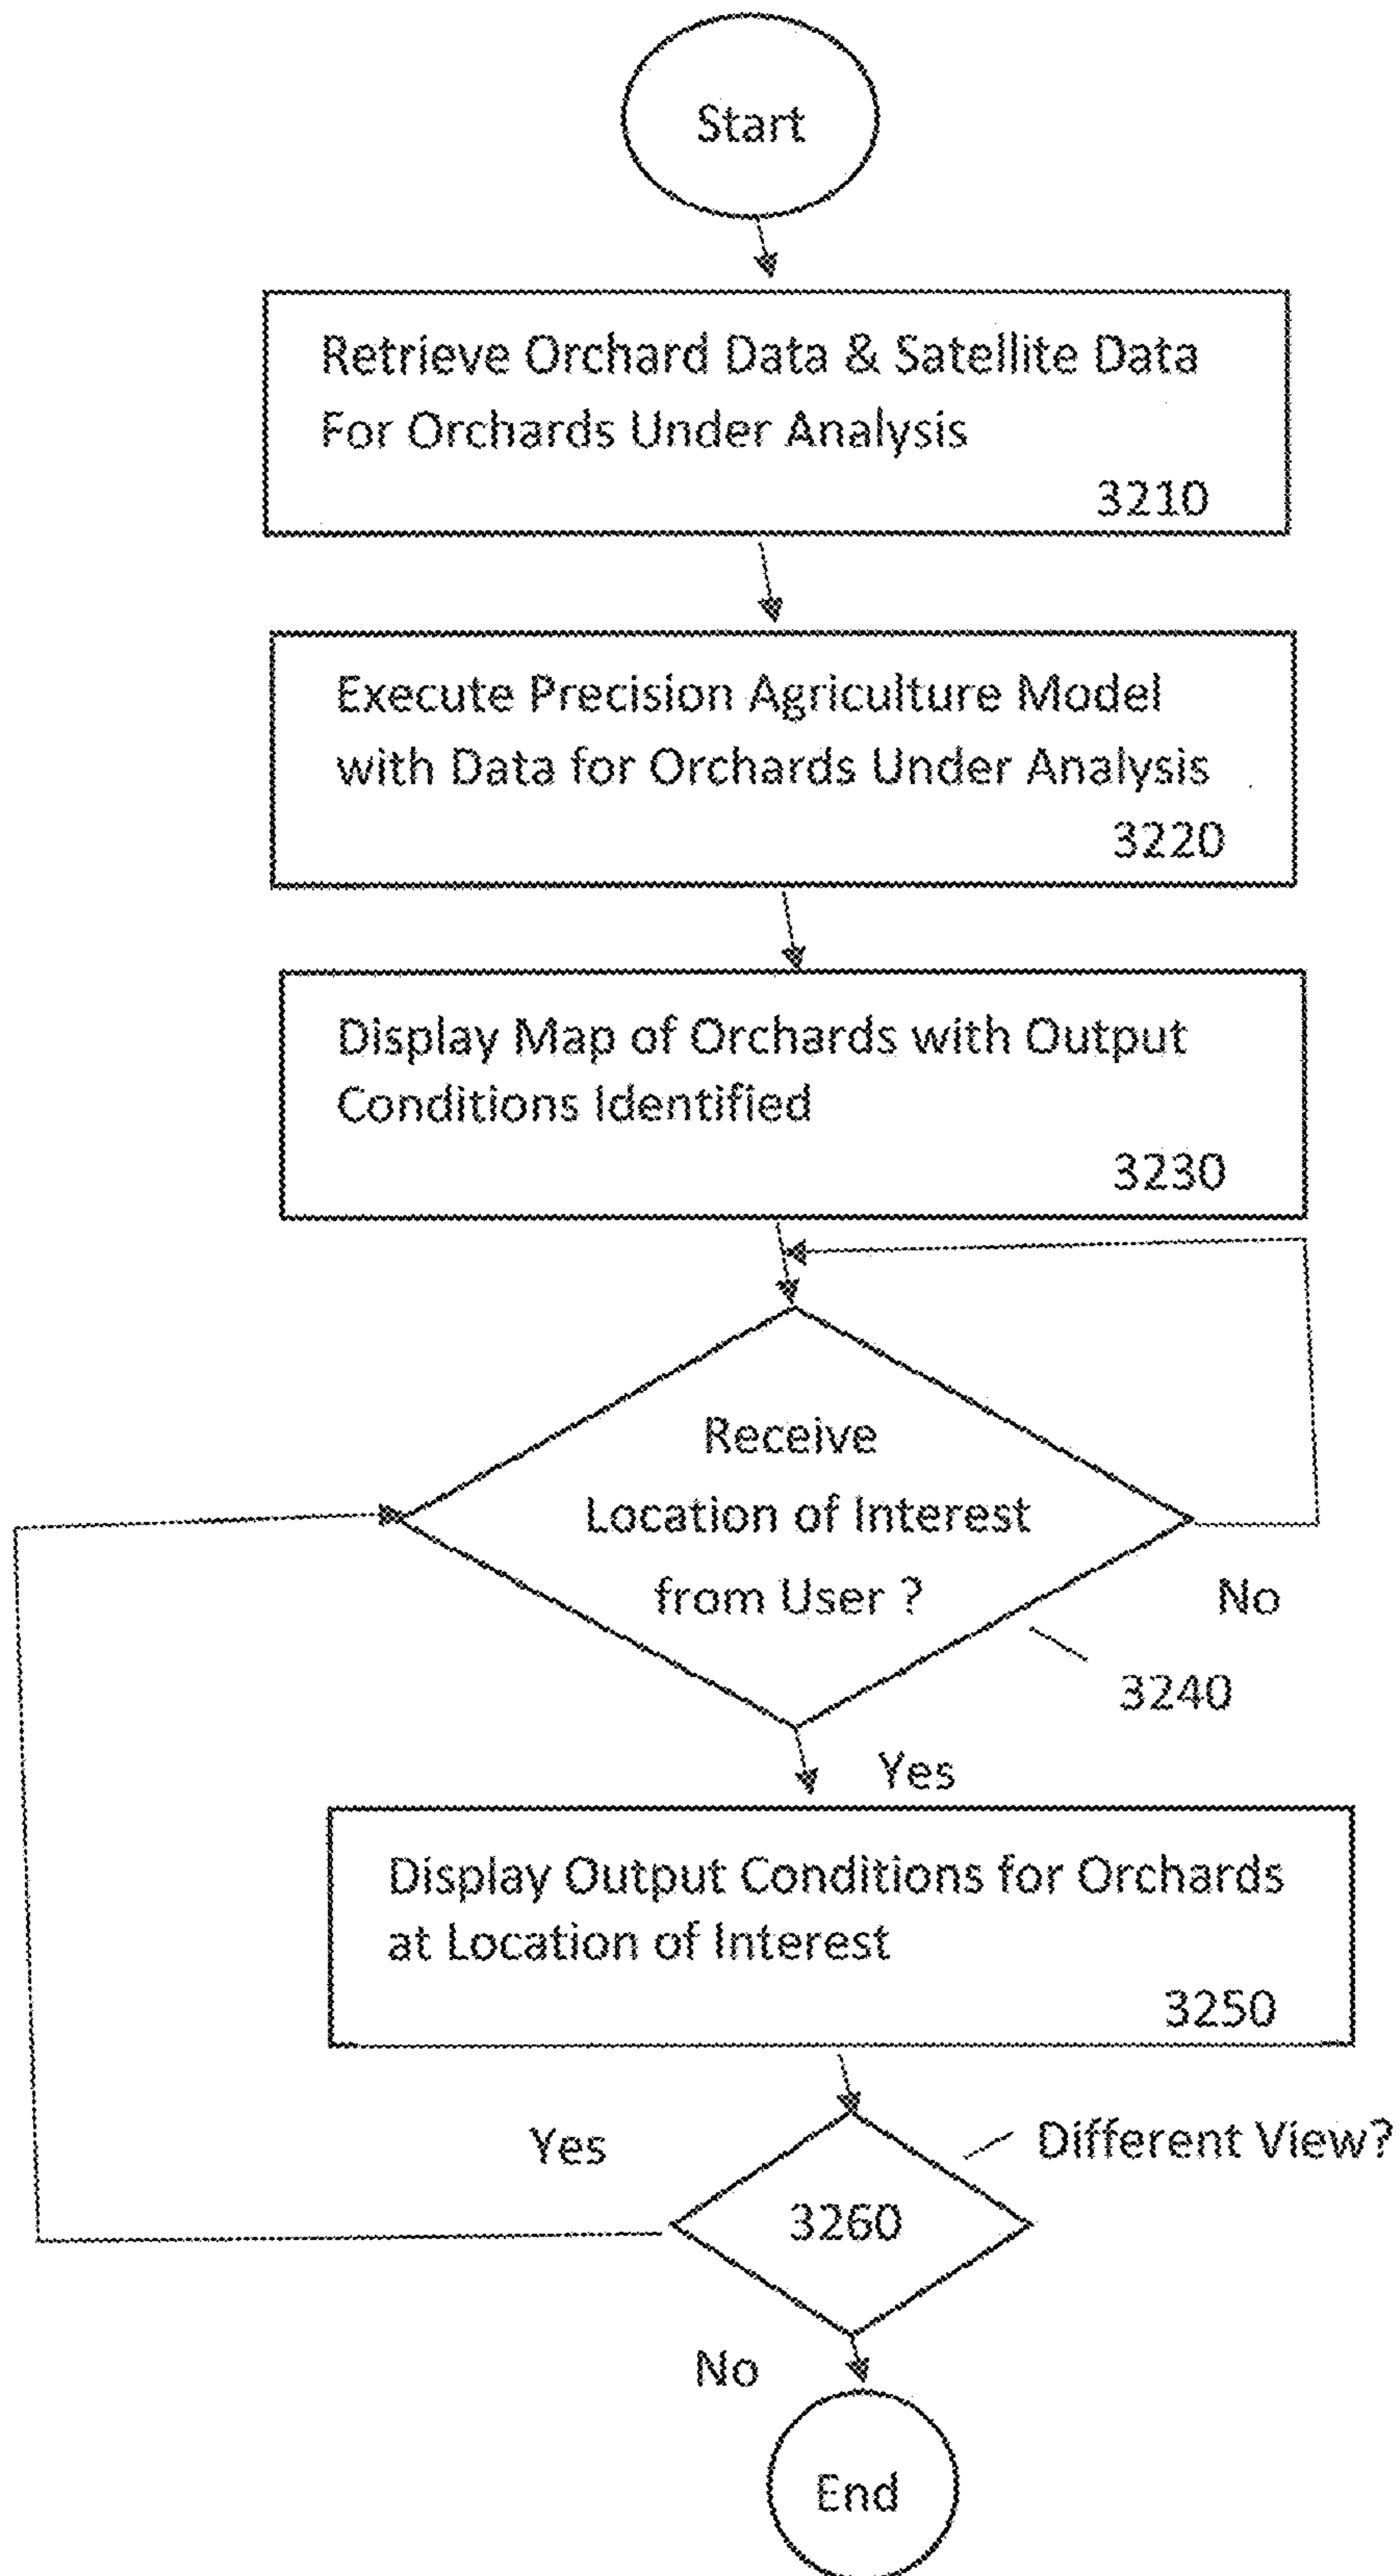 Start
Retrieve Orchard Data & Satellite Data
For Orchards Under Analysis
3210
Execute Precision Agriculture Model
with Data for Orchards Under Analysis
3220
Display Map of Orchards with Output
Conditions Identified
3230
Receive
Location of Interest
from User ?
No
3240
Yes
Display Output Conditions for Orchards
at Location of Interest
3250
Yes
Different View?
3260
No
End